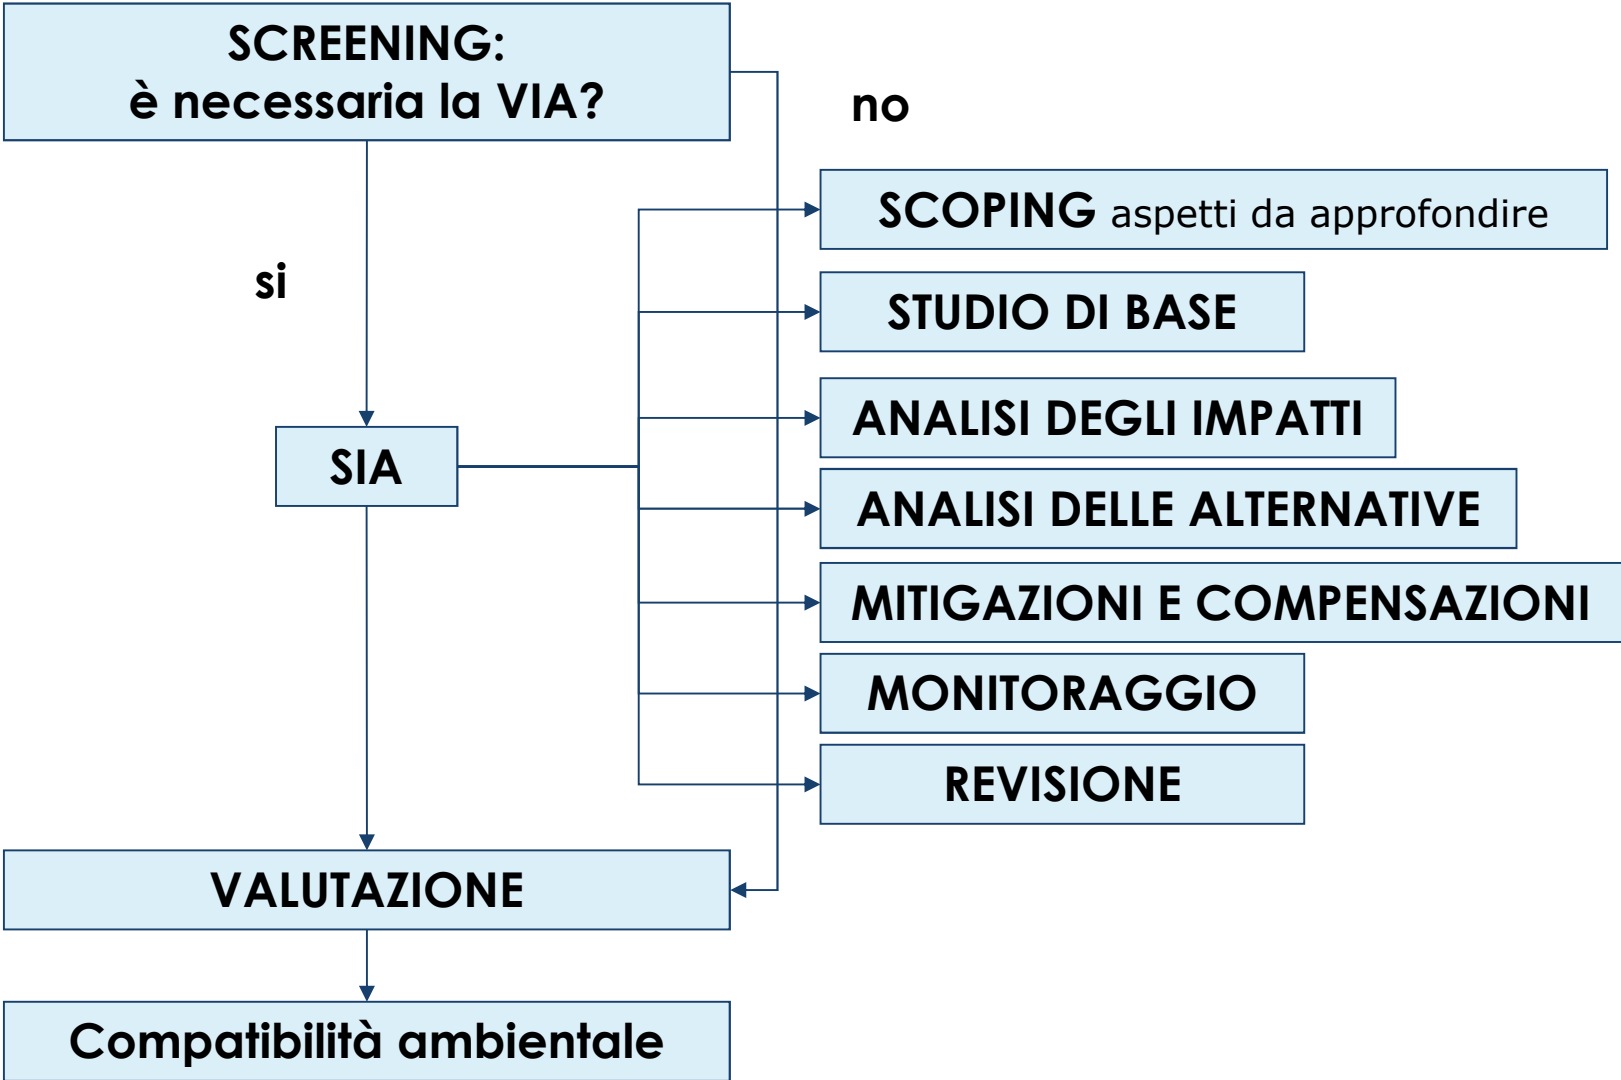 SCREENING:
è necessaria la VIA?
no
SCOPING aspetti da approfondire
si
STUDIO DI BASE
ANALISI DEGLI IMPATTI
SIA
ANALISI DELLE ALTERNATIVE
MITIGAZIONI E COMPENSAZIONI
MONITORAGGIO
REVISIONE
VALUTAZIONE
Compatibilità ambientale